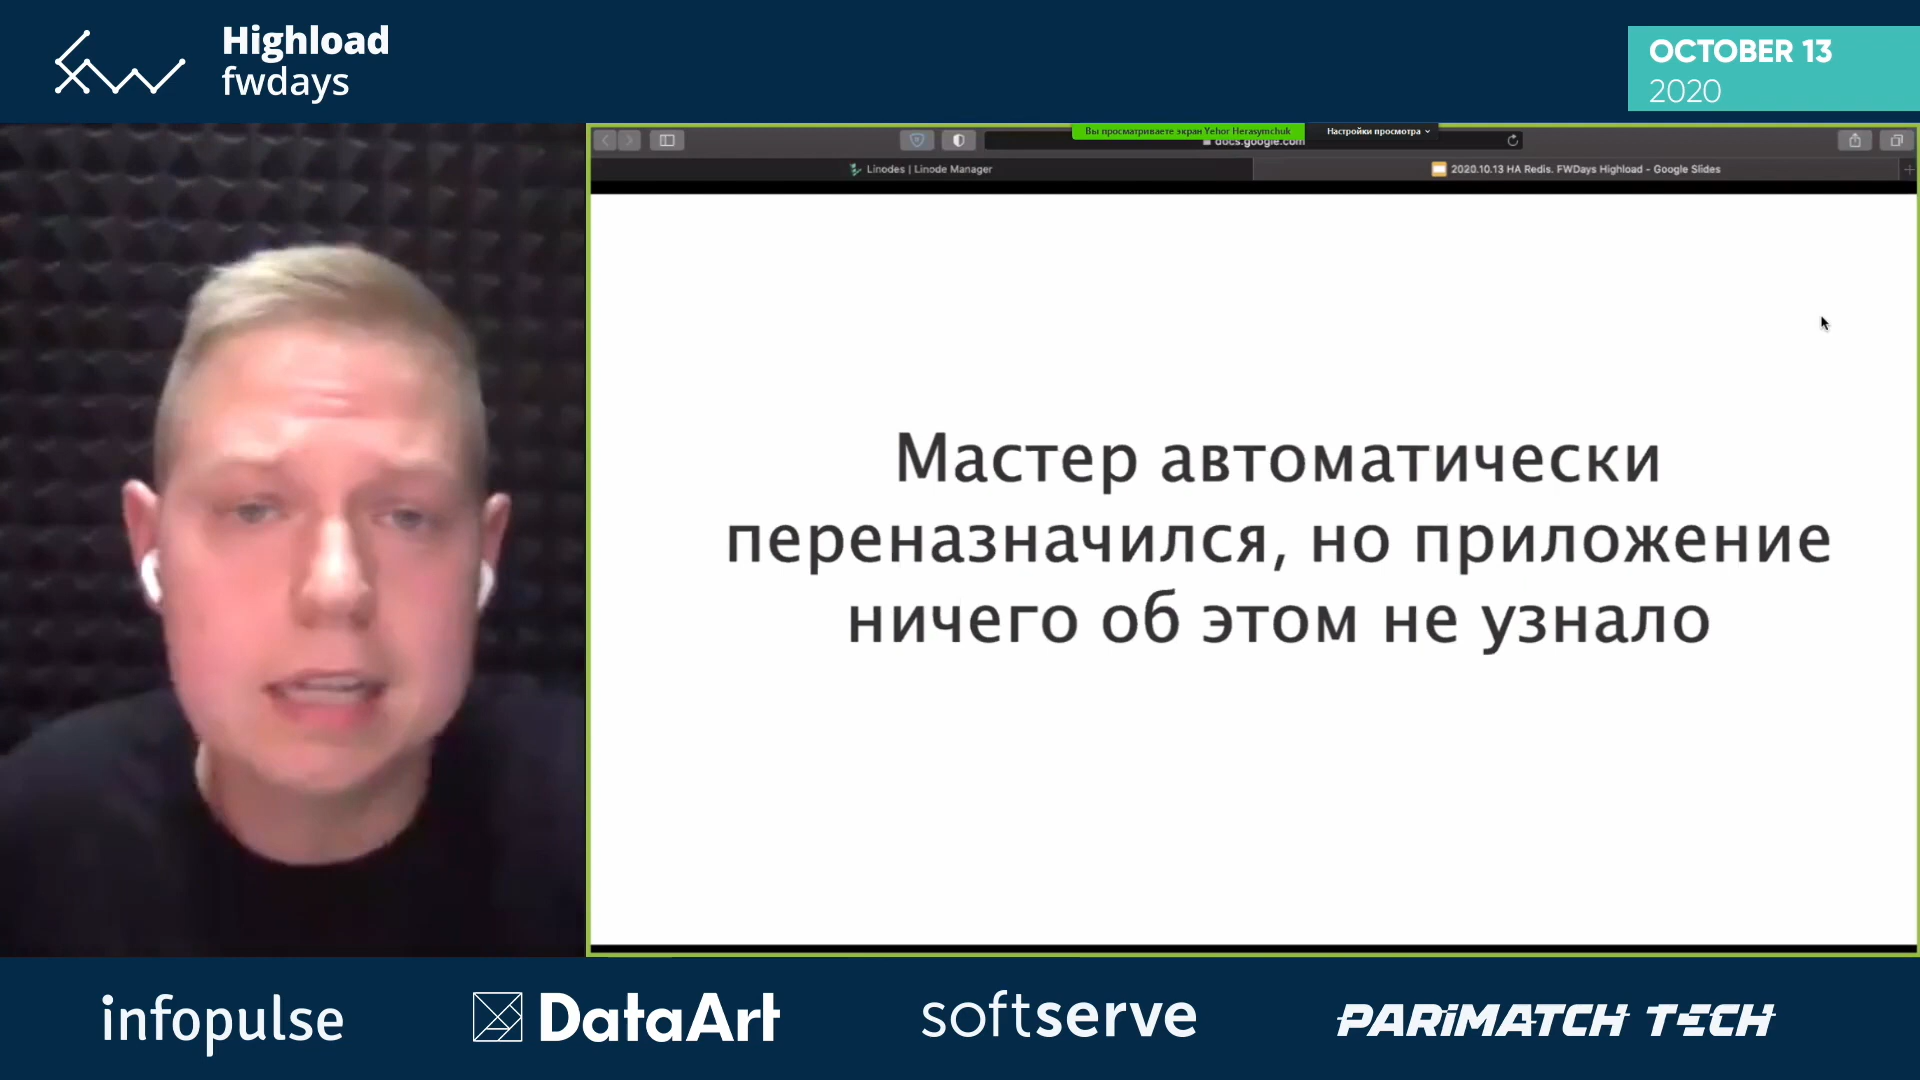 Highload
fwdays
OCTOBER 13
2020
Вы просматриваете экран Yehor Herasymchuk
Настройки просмотра
docs.google.com
Linodes | Linode Manager
2020.10.13 HA Redis. FWDays Highload - Google Slides
Мастер автоматически
переназначился, но приложение
ничего об этом не узнало
infopulse
DataArt
softserve
PARIMATCH TECH